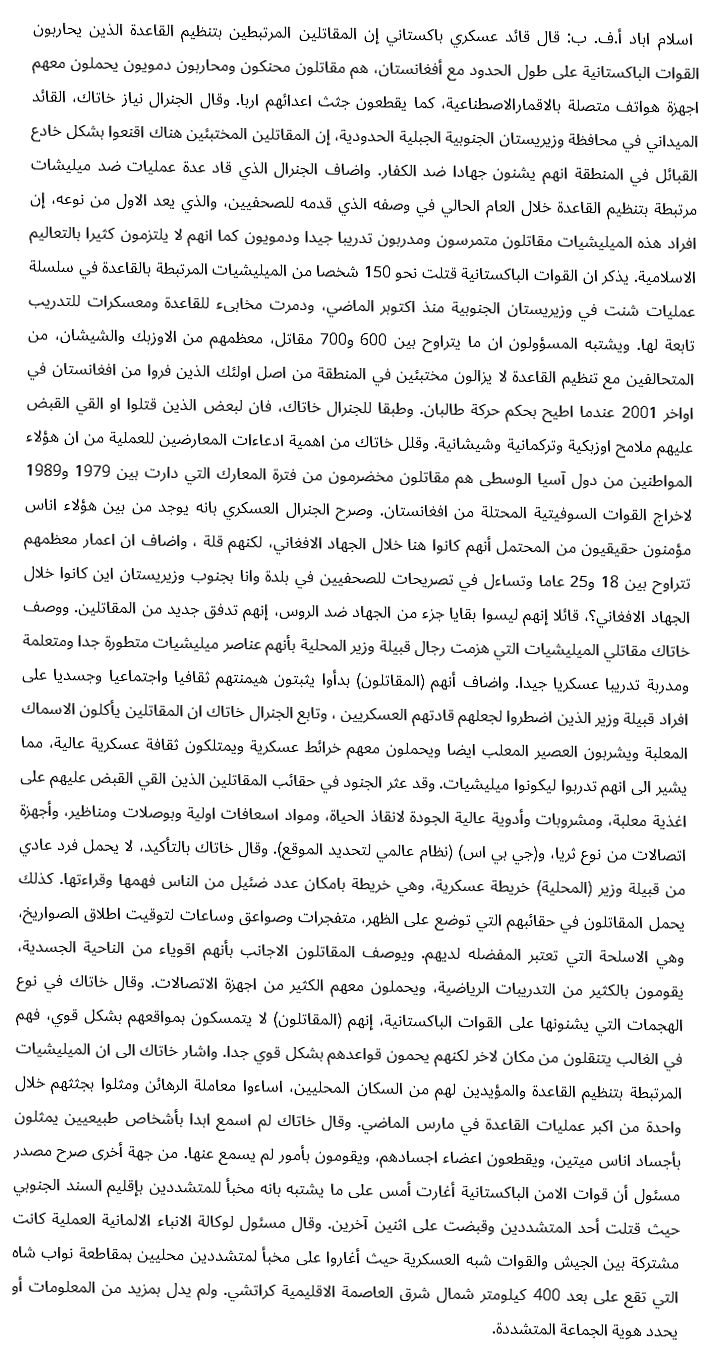 اسلام اباد أ.ف. ب: قال قائد عسكري باكستاني إن المقاتلين المرتبطين بتنظيم القاعدة الذين يحاربون
القوات الباكستانية على طول الحدود مع أفغانستان، هم مقاتلون محنكون ومحاربون دمويون يحملون معهم
اجهزة هواتف متصلة بالاقمارالاصطناعية، كما يقطعون جثث اعدائهم اربا. وقال الجنرال نياز خاتاك، القائد
الميداني في محافظة وزيريستان الجنوبية الجبلية الحدودية، إن المقاتلين المختبئين هناك اقنعوا بشكل خادع
القبائل في المنطقة انهم يشنون جهادا ضد الكفار. واضاف الجنرال الذي قاد عدة عمليات ضد ميليشات
مرتبطة بتنظيم القاعدة خلال العام الحالي في وصفه الذي قدمه للصحفيين، والذي يعد الاول من نوعه، إن
افراد هذه الميليشيات مقاتلون متمرسون ومدربون تدريبا جيدا ودمويون كما انهم لا يلتزمون كثيرا بالتعاليم
الاسلامية. يذكر ان القوات الباكستانية قتلت نحو 150 شخصا من الميليشيات المرتبطة بالقاعدة في سلسلة
عمليات شنت في وزيريستان الجنوبية منذ اكتوبر الماضي، ودمرت مخابىء للقاعدة ومعسكرات للتدريب
تابعة لها. ويشتبه المسؤولون ان ما يتراوح بين 600 و700 مقاتل، معظمهم من الاوزبك والشيشان، من
المتحالفين مع تنظيم القاعدة لا يزالون مختبئين في المنطقة من اصل اولئك الذين فروا من افغانستان في
اواخر 2001 عندما اطيح بحكم حركة طالبان. وطبقا للجنرال خاتاك، فان لبعض الذين قتلوا او القي القبض
عليهم ملامح اوزبكية وتركمانية وشيشانية. وقلل خاتاك من اهمية ادعاءات المعارضين للعملية من ان هؤلاء
المواطنين من دول آسيا الوسطى هم مقاتلون مخضرمون من فترة المعارك التي دارت بين 1979 و1989
لاخراج القوات السوفيتية المحتلة من افغانستان. وصرح الجنرال العسكري بانه يوجد من بين هؤلاء اناس
مؤمنون حقيقيون من المحتمل أنهم كانوا هنا خلال الجهاد الافغاني، لكنهم قلة ، واضاف ان اعمار معظمهم
تتراوح بين 18 و25 عاما وتساءل في تصريحات للصحفيين في بلدة وانا بجنوب وزيريستان اين كانوا خلال
الجهاد الافغاني؟، قائلا إنهم ليسوا بقايا جزء من الجهاد ضد الروس، إنهم تدفق جديد من المقاتلين. ووصف
خاتاك مقاتلي الميليشيات التي هزمت رجال قبيلة وزير المحلية بأنهم عناصر ميليشيات متطورة جدا ومتعلمة
ومدربة تدريبا عسكريا جيدا. واضاف أنهم (المقاتلون) بدأوا يثبتون هيمنتهم ثقافيا واجتماعيا وجسديا على
افراد قبيلة وزير الذين اضطروا لجعلهم قادتهم العسكريين ، وتابع الجنرال خاتاك ان المقاتلين يأكلون الاسماك
المعلبة ويشربون العصير المعلب ايضا ويحملون معهم خرائط عسكرية ويمتلكون ثقافة عسكرية عالية، مما
يشير الى انهم تدربوا ليكونوا ميليشيات. وقد عثر الجنود في حقائب المقاتلين الذين القي القبض عليهم على
اغذية معلبة، ومشروبات وأدوية عالية الجودة لانقاذ الحياة، ومواد اسعافات اولية وبوصلات ومناظير، وأجهزة
اتصالات من نوع ثريا، و(جي بي اس) (نظام عالمي لتحديد الموقع). وقال خاتاك بالتأكيد، لا يحمل فرد عادي
من قبيلة وزير (المحلية) خريطة عسكرية، وهي خريطة بامكان عدد ضئيل من الناس فهمها وقراءتها. كذلك
يحمل المقاتلون في حقائبهم التي توضع على الظهر، متفجرات وصواعق وساعات لتوقيت اطلاق الصواريخ،
وهي الاسلحة التي تعتبر المفضله لديهم. ويوصف المقاتلون الاجانب بأنهم اقوياء من الناحية الجسدية،
يقومون بالكثير من التدريبات الرياضية، ويحملون معهم الكثير من اجهزة الاتصالات. وقال خاتاك في نوع
الهجمات التي يشنونها على القوات الباكستانية، إنهم (المقاتلون) لا يتمسكون بمواقعهم بشكل قوي، فهم
في الغالب يتنقلون من مكان لاخر لكنهم يحمون قواعدهم بشكل قوي جدا. واشار خاتاك الى ان الميليشيات
المرتبطة بتنظيم القاعدة والمؤيدين لهم من السكان المحليين، اساءوا معاملة الرهائن ومثلوا بجثثهم خلال
واحدة من اكبر عمليات القاعدة في مارس الماضي. وقال خاتاك لم اسمع ابدا بأشخاص طبيعيين يمثلون
بأجساد اناس ميتين، ويقطعون اعضاء اجسادهم، ويقومون بأمور لم يسمع عنها. من جهة أخرى صرح مصدر
مسئول أن قوات الامن الباكستانية أغارت أمس على ما يشتبه بانه مخبأ للمتشددين بإقليم السند الجنوبي
حيث قتلت أحد المتشددين وقبضت على اثنين آخرين. وقال مسئول لوكالة الانباء الالمانية العملية كانت
مشتركة بين الجيش والقوات شبه العسكرية حيث أغاروا على مخبأ لمتشددين محليين بمقاطعة نواب شاه
التي تقع على بعد 400 كيلومتر شمال شرق العاصمة الاقليمية كراتشي. ولم يدل بمزيد من المعلومات أو
يحدد هوية الجماعة المتشددة.